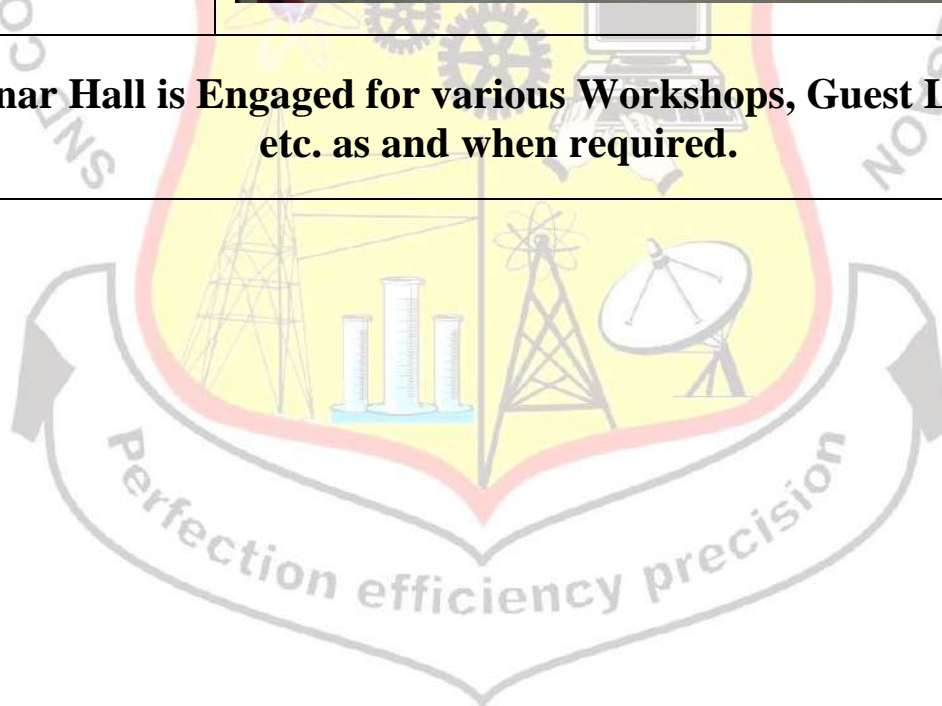 nar Hall is Engaged for various Workshops, Guest L
etc. as and when required.
Perfection efficiency precision